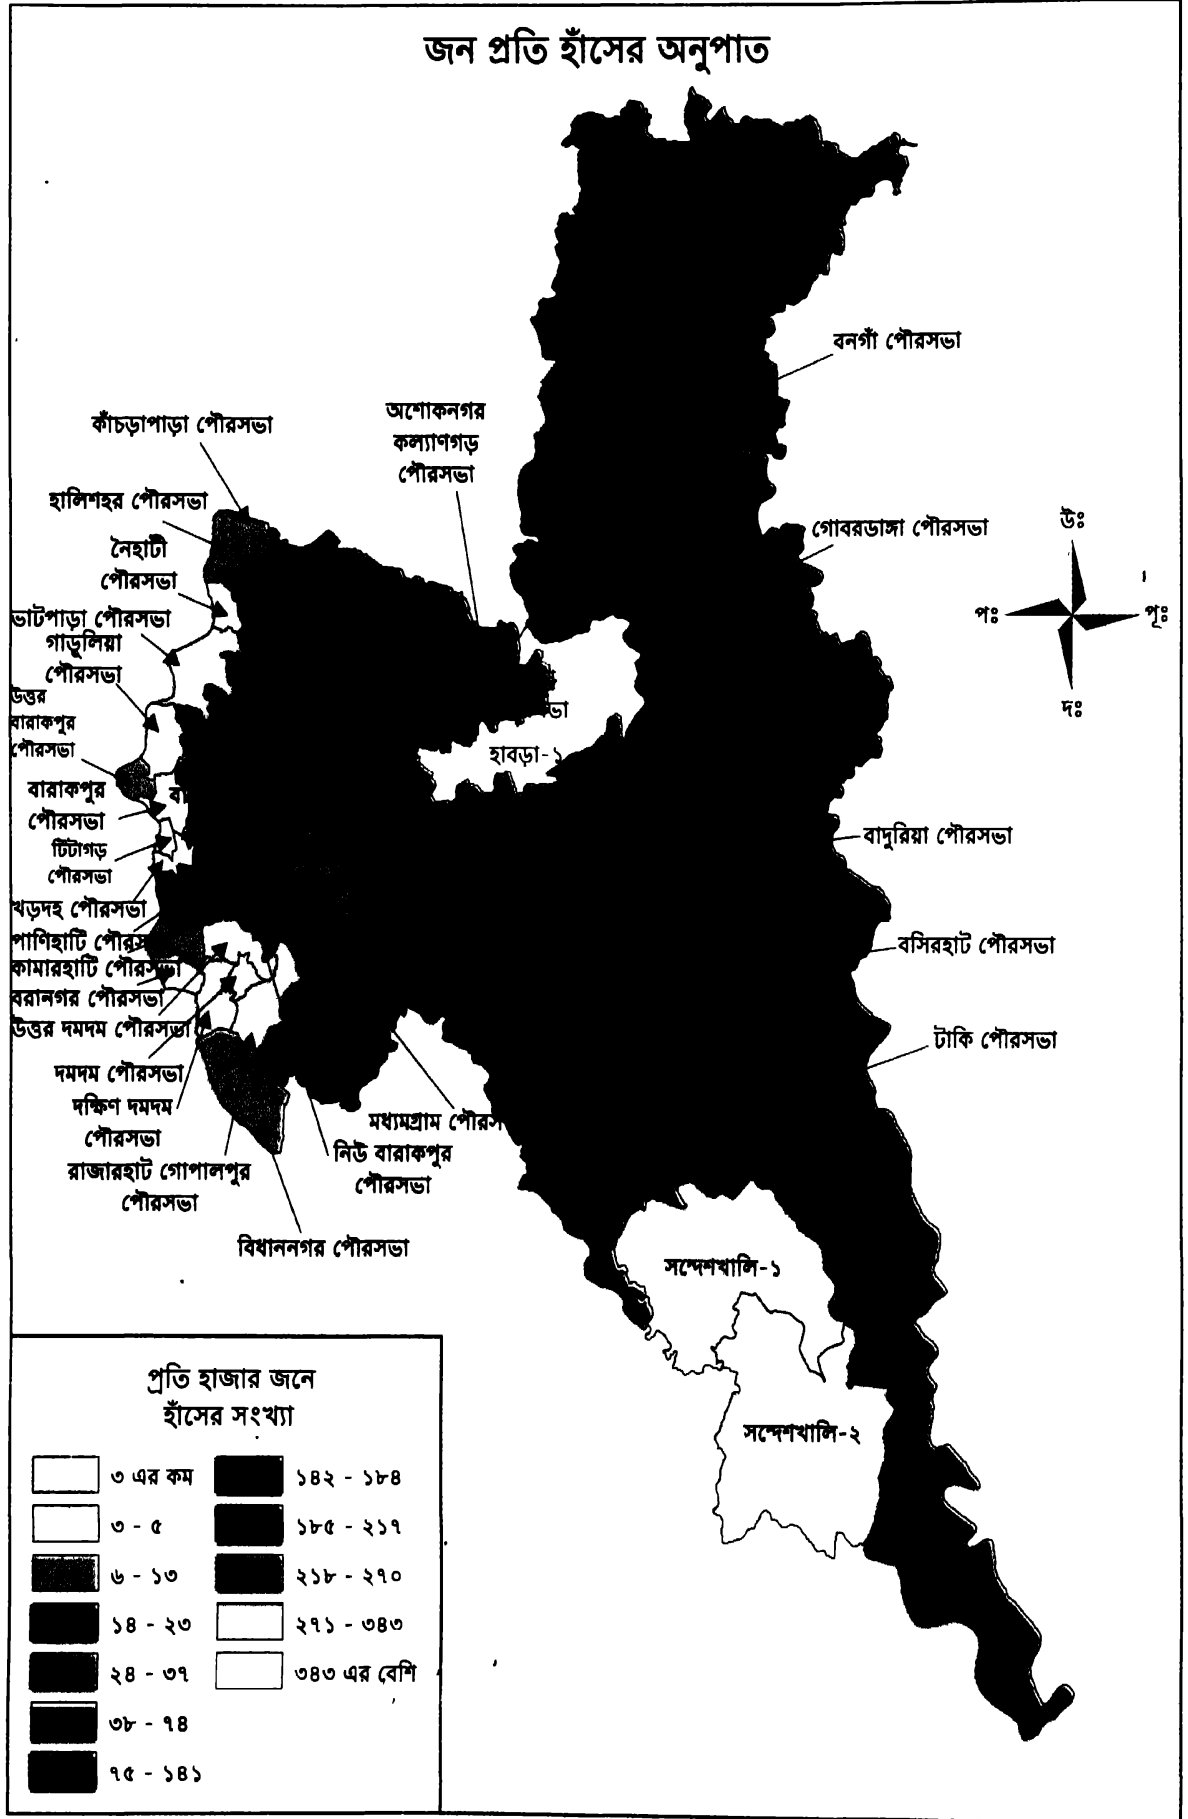 জন প্রতি হাঁসের অনুপাত
বনগাঁ পৌরসভা
কাঁচড়াপাড়া পৌরসভা
অশোকনগর
কল্যাণগড়
পৌরসভা
হালিশহর পৌরসভা
গোবরডাঙ্গা পৌরসভা
নৈহাটী
পৌরসভা
উঃ
পঃ
পূঃ
দঃ
ভাটপাড়া পৌরসভা
গাড়ুলিয়া
পৌরসভা
উত্তর
বারাকপুর
পৌরসভা
হাবড়া-১
বারাকপুর
পৌরসভা
টিটাগড়
পৌরসভা
বাদুরিয়া পৌরসভা
খড়দহ পৌরসভা
পাণিহাটি পৌরস
কামারহাটি পৌরসভা
বরানগর পৌরসভা
উত্তর দমদম পৌরসভা
বসিরহাট পৌরসভা
টাকি পৌরসভা
দমদম পৌরসভা
দক্ষিণ দমদম
পৌরসভা
মধ্যমগ্রাম পৌরস
নিউ বারাকপুর
পৌরসভা
রাজারহাট গোপালপুর
পৌরসভা
বিধাননগর পৌরসভা
সন্দেশখালি-১
সন্দেশখালি-২
প্রতি হাজার জনে
হাঁসের সংখ্যা
৩ এর কম
৩ - ৫
৬ - ১৩
১৪ - ২৩
২৪ - ৩৭
৩৮ - ৭৪
৭৫ - ১৪১
১৪২ - ১৮৪
১৮৫ - ২১৭
২১৮ - ২৭০
২৭১ - ৩৪৩
৩৪৩ এর বেশি